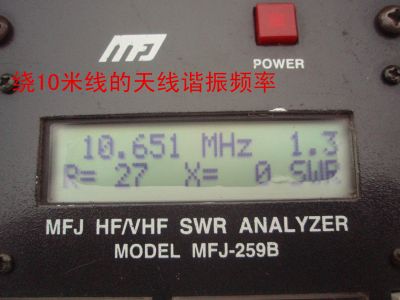 MFJ
POWER
绕10米线的天线谐振频率
10.651 MHz 1.3
R= 27 X= 0 SWR
MFJ HF/VHF SWR ANALYZER
MODEL MFJ-259B